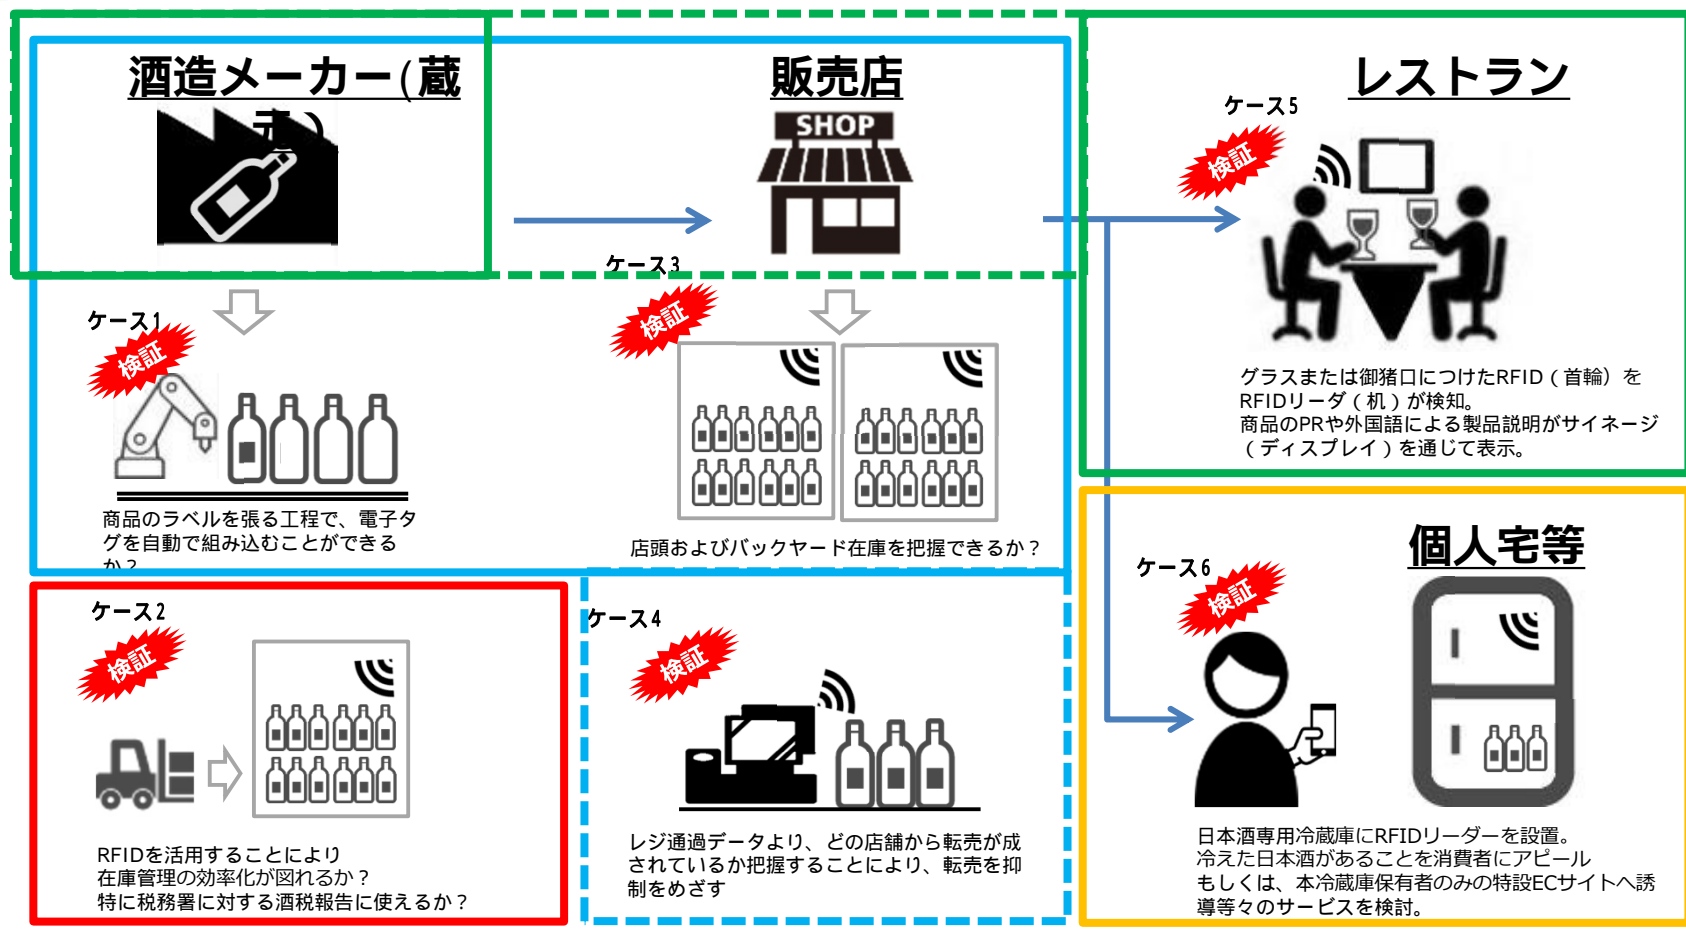 酒造メーカー(蔵
元)
販売店
SHOP
レストラン
ケース5
検証
グラスまたは御猪口につけたRFID（首輪）を
RFIDリーダ（机）が検知。
商品のPRや外国語による製品説明がサイネージ
（ディスプレイ）を通じて表示。
ケース1
検証
商品のラベルを張る工程で、電子タ
グを自動で組み込むことができる
か？
ケース3
検証
店頭およびバックヤード在庫を把握できるか？
ケース2
検証
RFIDを活用することにより
在庫管理の効率化が図れるか？
特に税務署に対する酒税報告に使えるか？
ケース4
検証
レジ通過データより、どの店舗から転売が成
されているか把握することにより、転売を抑
制をめざす
個人宅等
ケース6
検証
日本酒専用冷蔵庫にRFIDリーダーを設置。
冷えた日本酒があることを消費者にアピール
もしくは、本冷蔵庫保有者のみの特設ECサイトへ誘
導等々のサービスを検討。